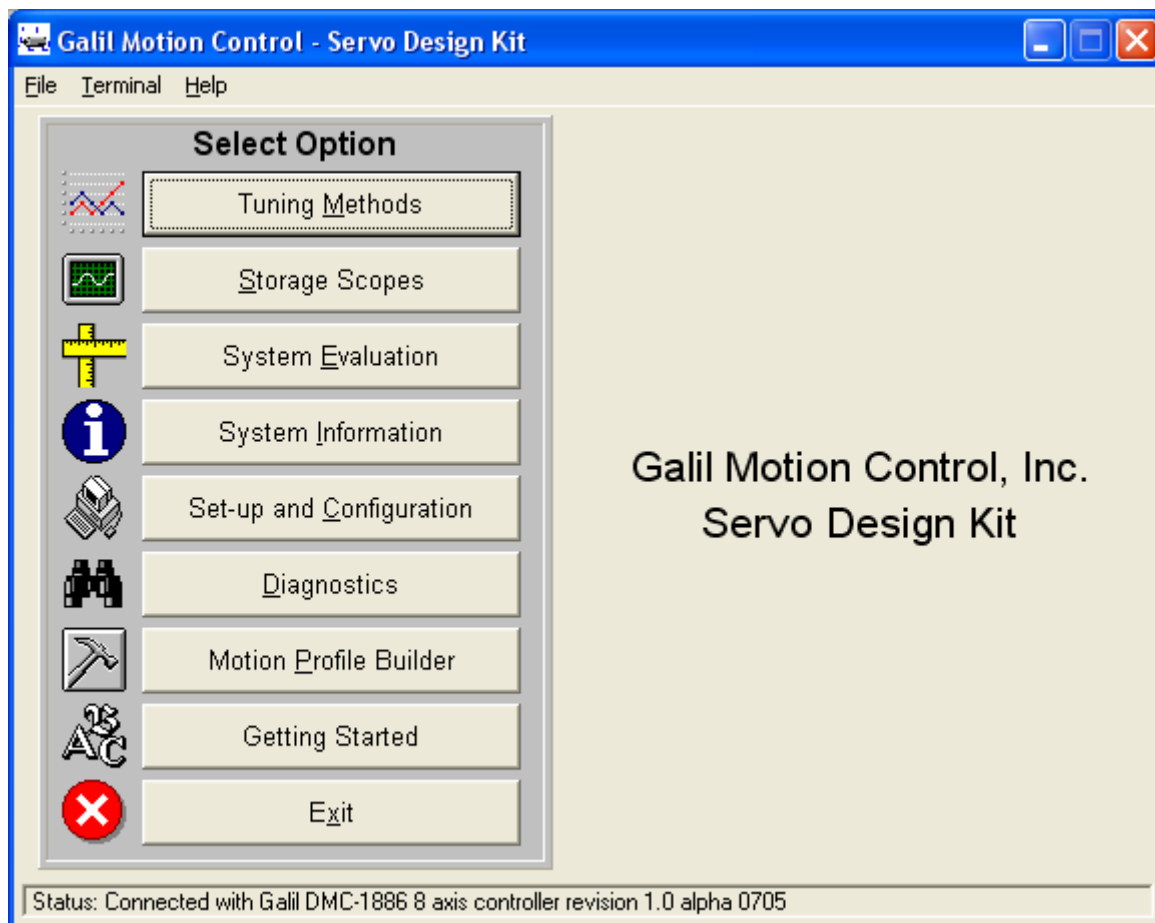 Galil Motion Control - Servo Design Kit
File Terminal Help
Select Option
Tuning Methods
Storage Scopes
System Evaluation
System Information
Set-up and Configuration
Diagnostics
Motion Profile Builder
Getting Started
Exit
Galil Motion Control, Inc.
Servo Design Kit
Status: Connected with Galil DMC-1886 8 axis controller revision 1.0 alpha 0705